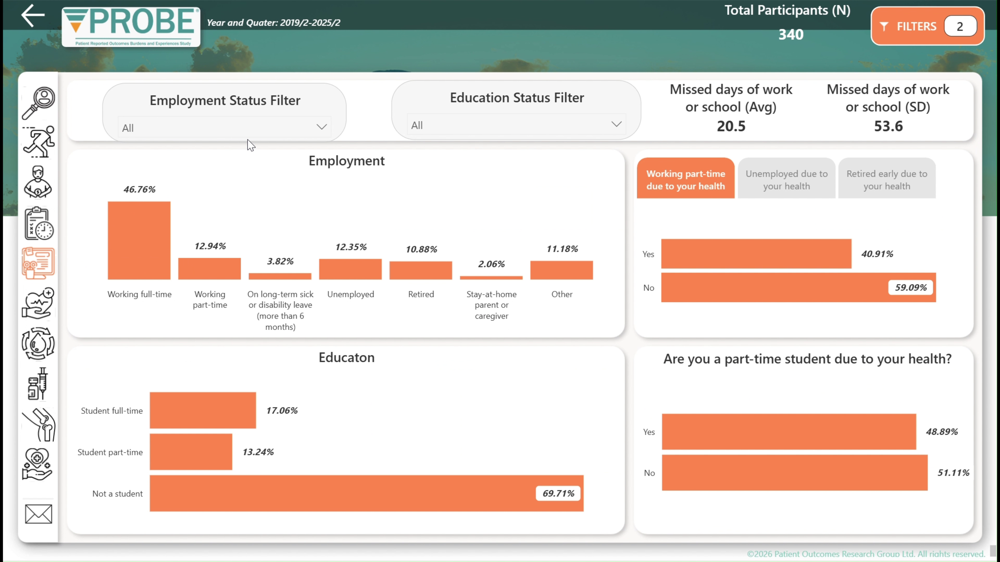 PROBE
Patient Reported Outcomes Burdens and Experiences Study
Year and Quater: 2019/2-2025/2
Total Participants (N)
340
FILTERS 2
Employment Status Filter
All
Education Status Filter
All
Missed days of work
or school (Avg)
20.5
Missed days of work
or school (SD)
53.6
Employment
46.76%
12.94%
3.82%
12.35%
10.88%
2.06%
11.18%
Working full-time
Working
part-time
On long-term sick
or disability leave
(more than 6
months)
Unemployed
Retired
Stay-at-home
parent or
caregiver
Other
Working part-time
due to your health
Unemployed due to
your health
Retired early due to
your health
Yes 40.91%
No 59.09%
Educaton
Student full-time 17.06%
Student part-time 13.24%
Not a student 69.71%
Are you a part-time student due to your health?
Yes 48.89%
No 51.11%
©2026 Patient Outcomes Research Group Ltd. All rights reserved.